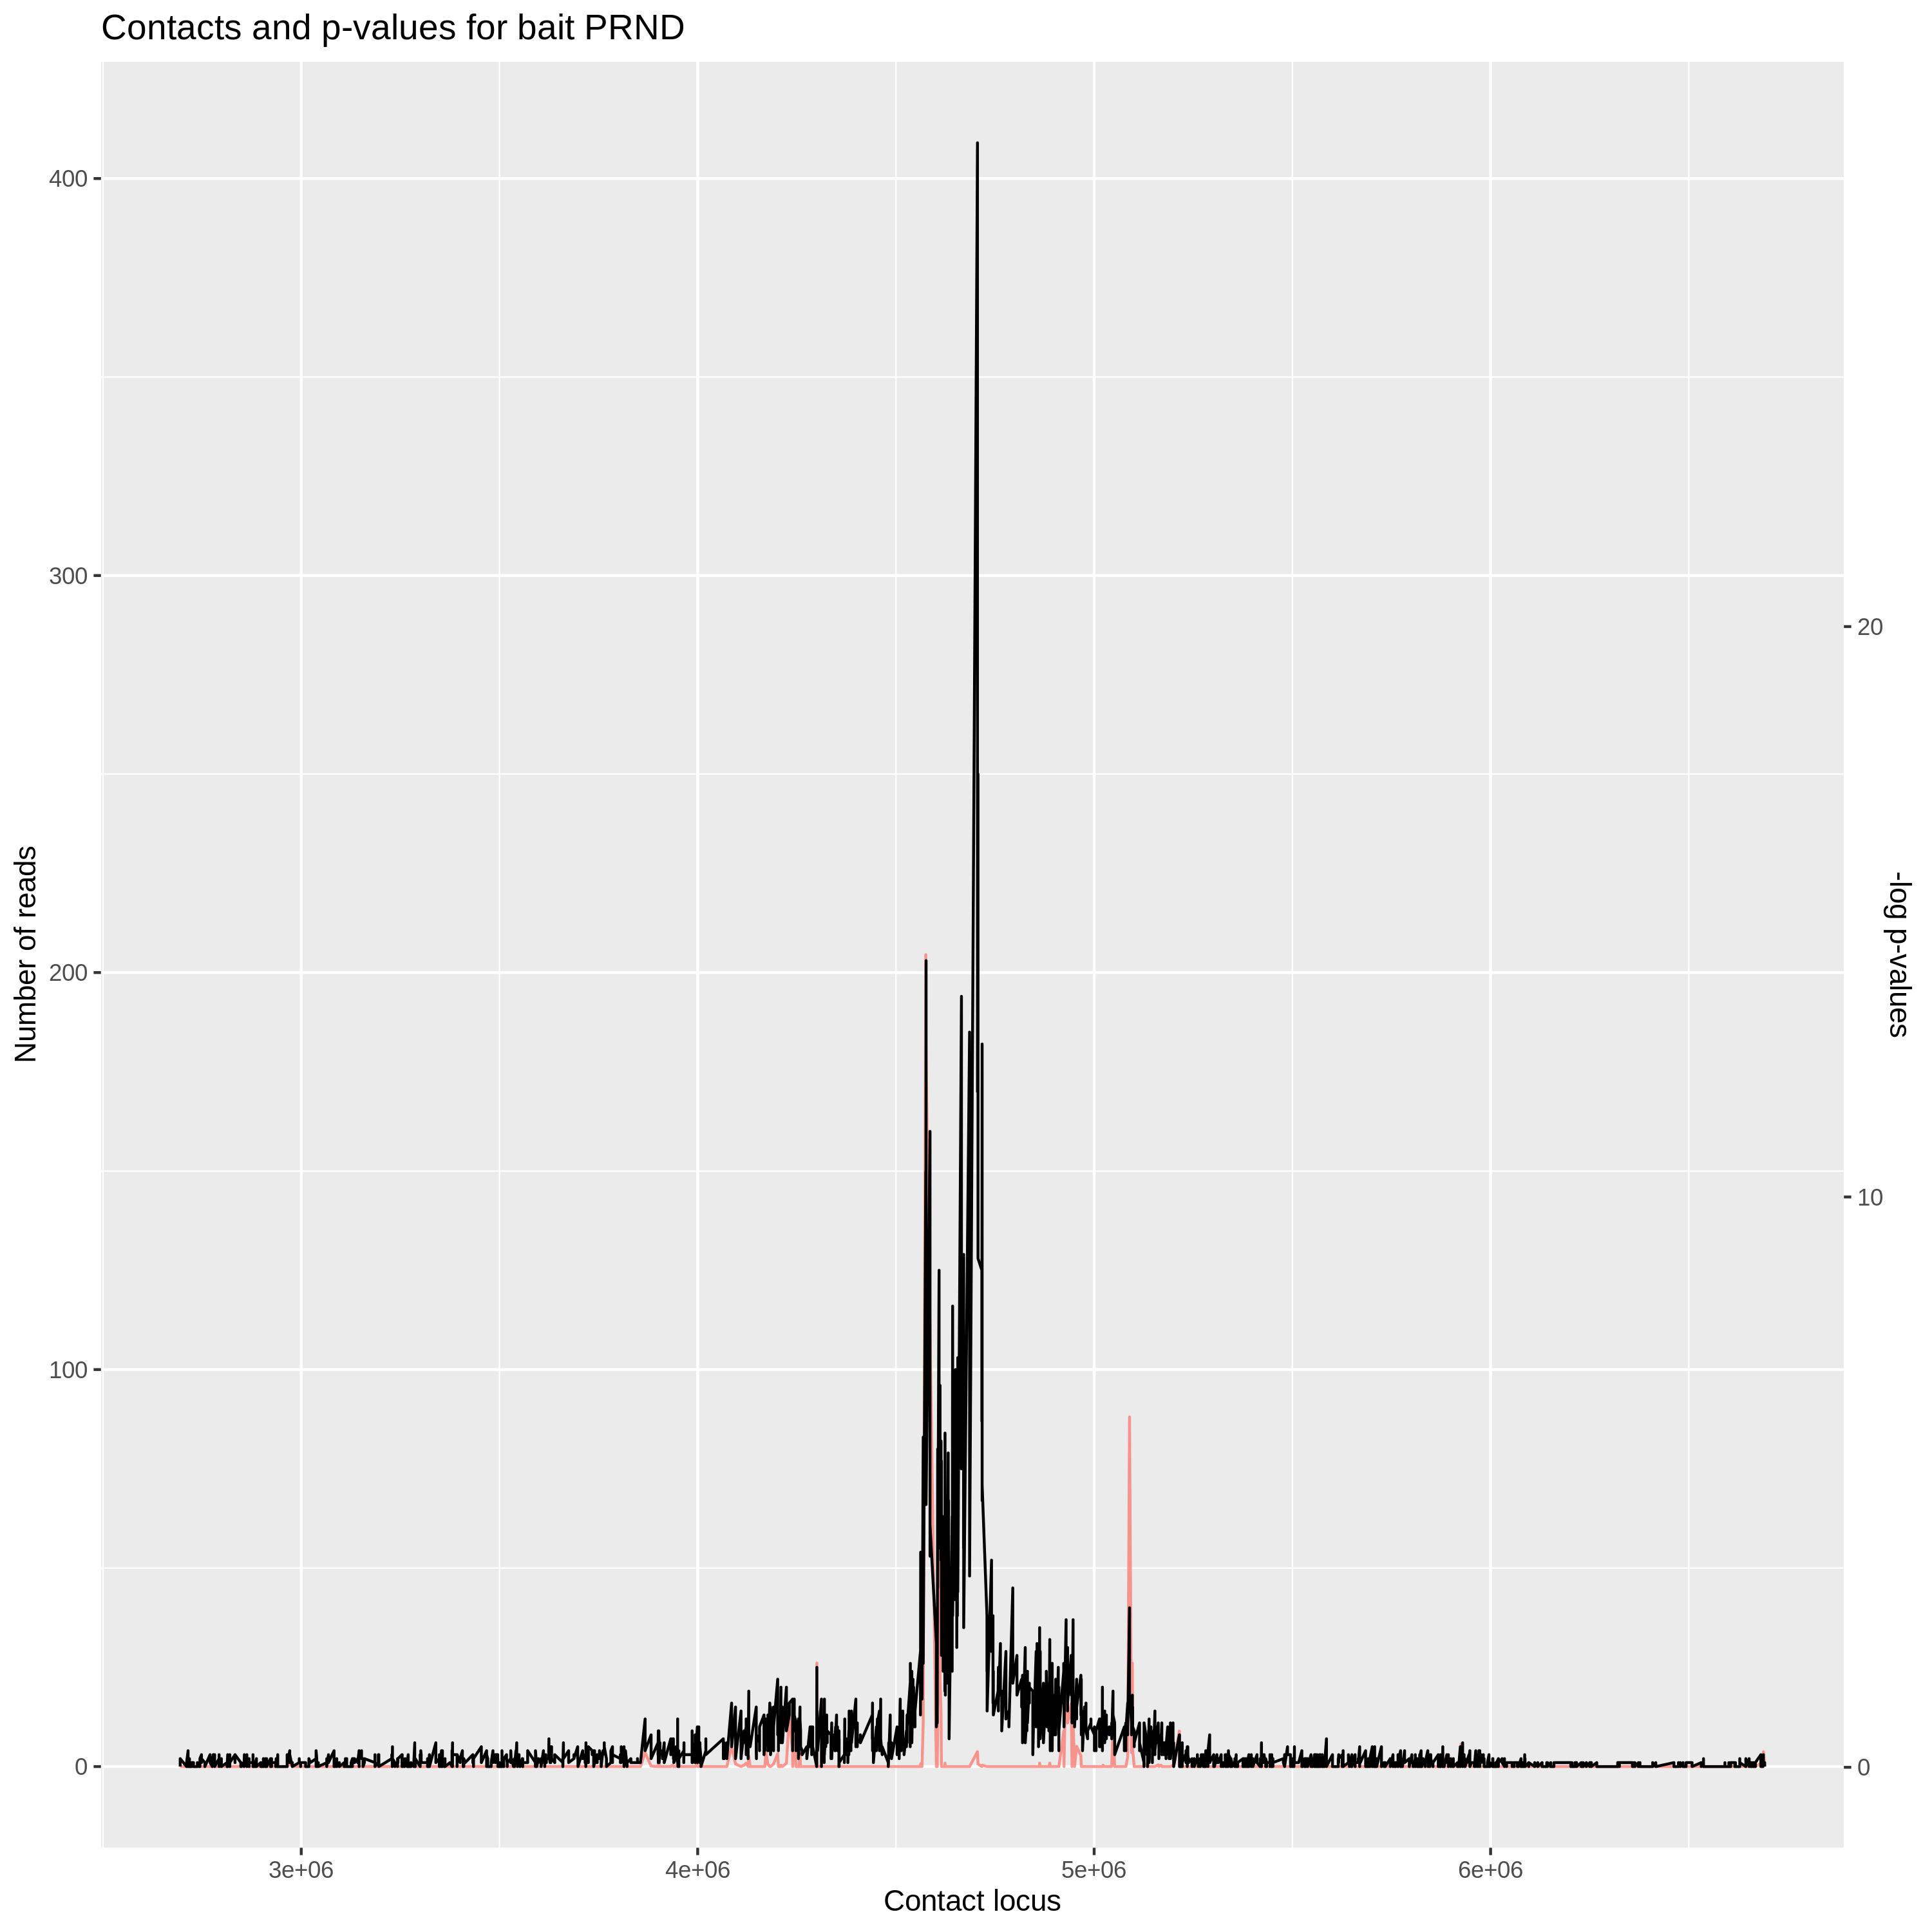 Contacts and p-values for bait PRND
400
300
200
100
0
Number of reads
20
10
0
-log p-values
3e+06 4e+06 5e+06 6e+06
Contact locus